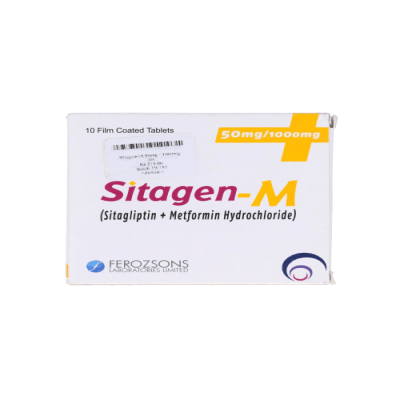 10 Film Coated Tablets
50mg/1000mg
Sitagen-M
(Sitagliptin + Metformin Hydrochloride)
FEROZSONS
LABORATORIES LIMITED